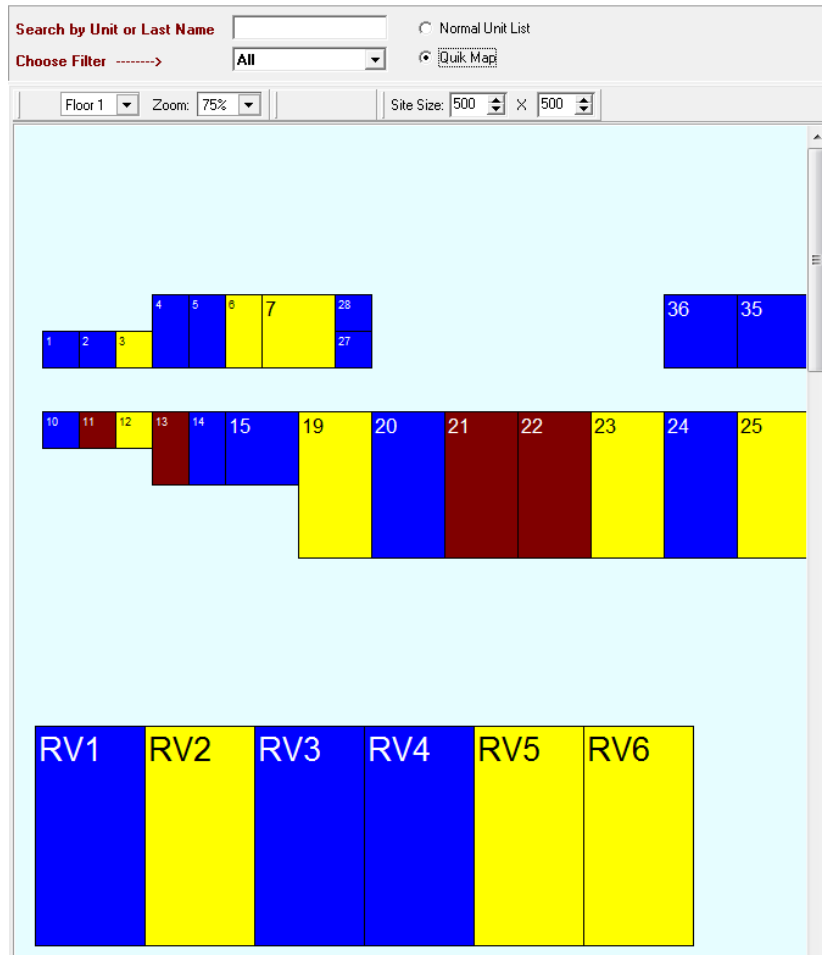 Search by Unit or Last Name Normal Unit List
Choose Filter --------> All Quik Map
Floor 1 Zoom: 75% Site Size: 500 X 500
4 5 6 7 28 36 35
1 2 3 27
10 11 12 13 14 15 19 20 21 22 23 24 25
RV1 RV2 RV3 RV4 RV5 RV6